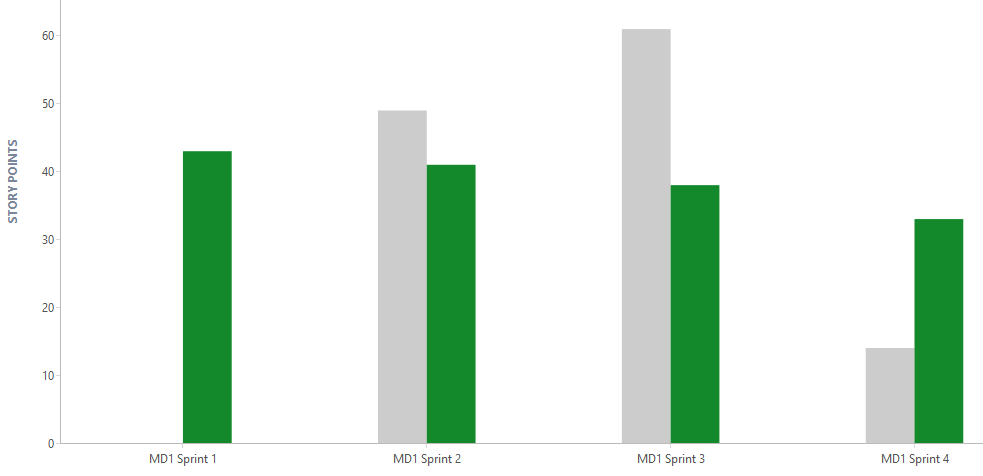 STORY POINTS
60
50
40
30
20
10
0
MD1 Sprint 1
MD1 Sprint 2
MD1 Sprint 3
MD1 Sprint 4